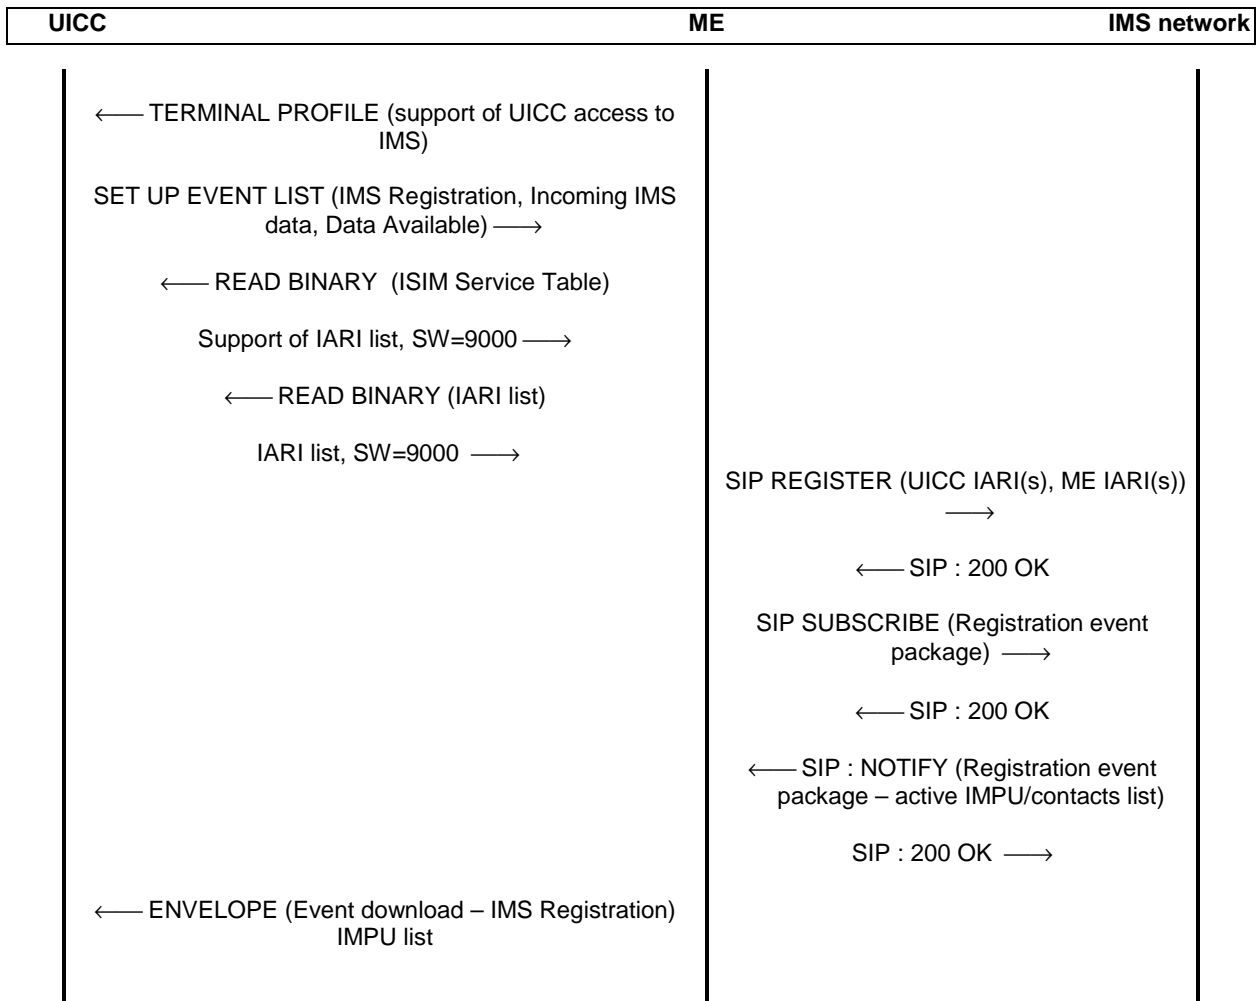 UICC ME IMS network
⟵ TERMINAL PROFILE (support of UICC access to
IMS)
SET UP EVENT LIST (IMS Registration, Incoming IMS
data, Data Available) ⟶
⟵ READ BINARY (ISIM Service Table)
Support of IARI list, SW=9000 ⟶
⟵ READ BINARY (IARI list)
IARI list, SW=9000 ⟶
SIP REGISTER (UICC IARI(s), ME IARI(s))
⟶
⟵ SIP : 200 OK
SIP SUBSCRIBE (Registration event
package) ⟶
⟵ SIP : 200 OK
⟵ SIP : NOTIFY (Registration event
package – active IMPU/contacts list)
SIP : 200 OK ⟶
⟵ ENVELOPE (Event download – IMS Registration)
IMPU list